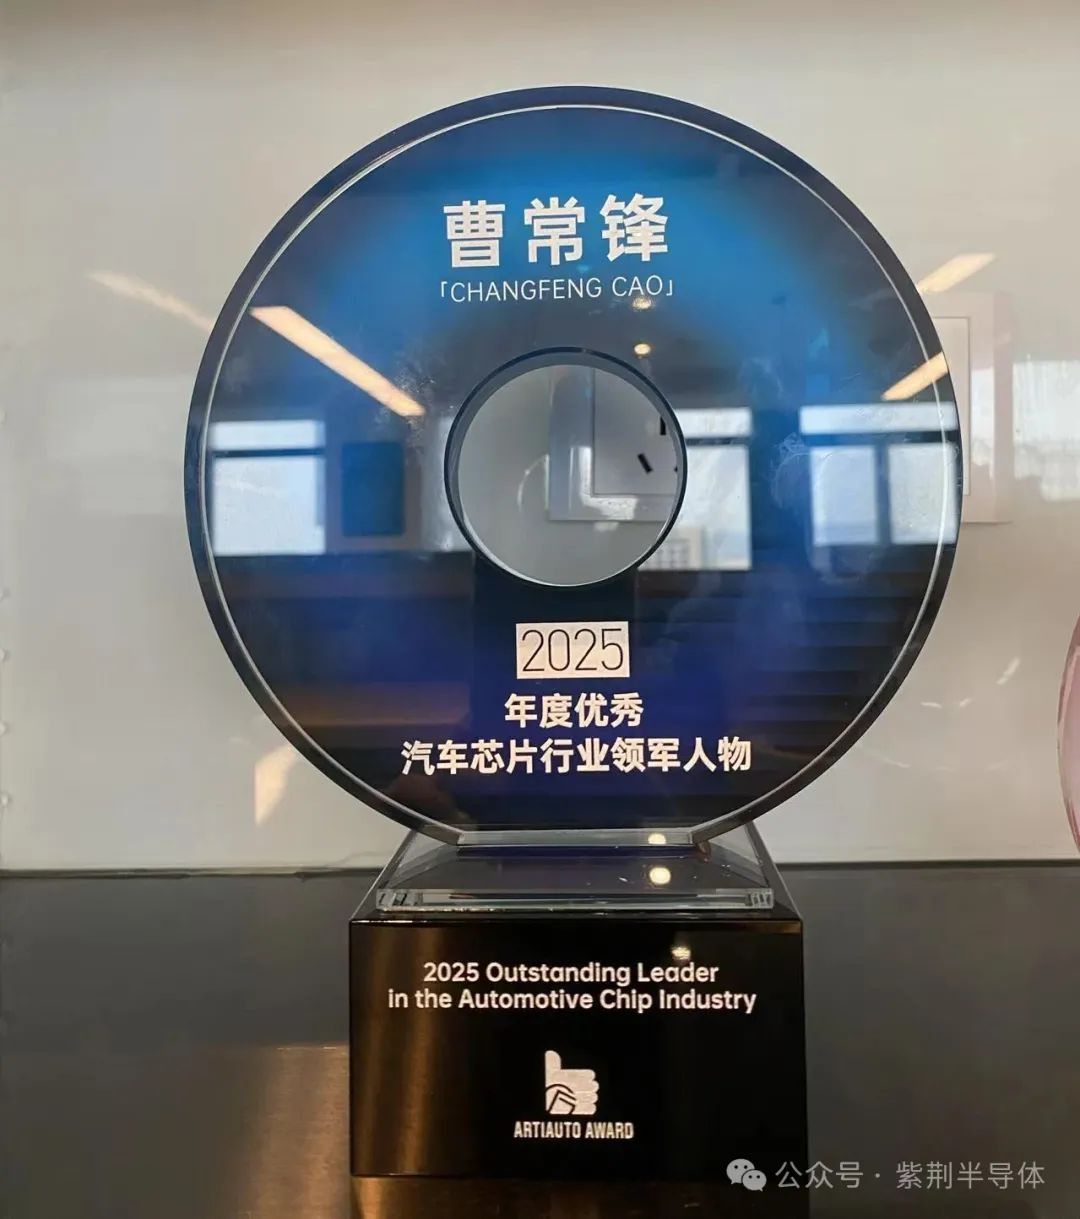 曹常锋
「CHANGFENG CAO」
2025
年度优秀
汽车芯片行业领军人物
2025 Outstanding Leader
in the Automotive Chip Industry
ARTIAUTO AWARD
公众号 · 紫荆半导体